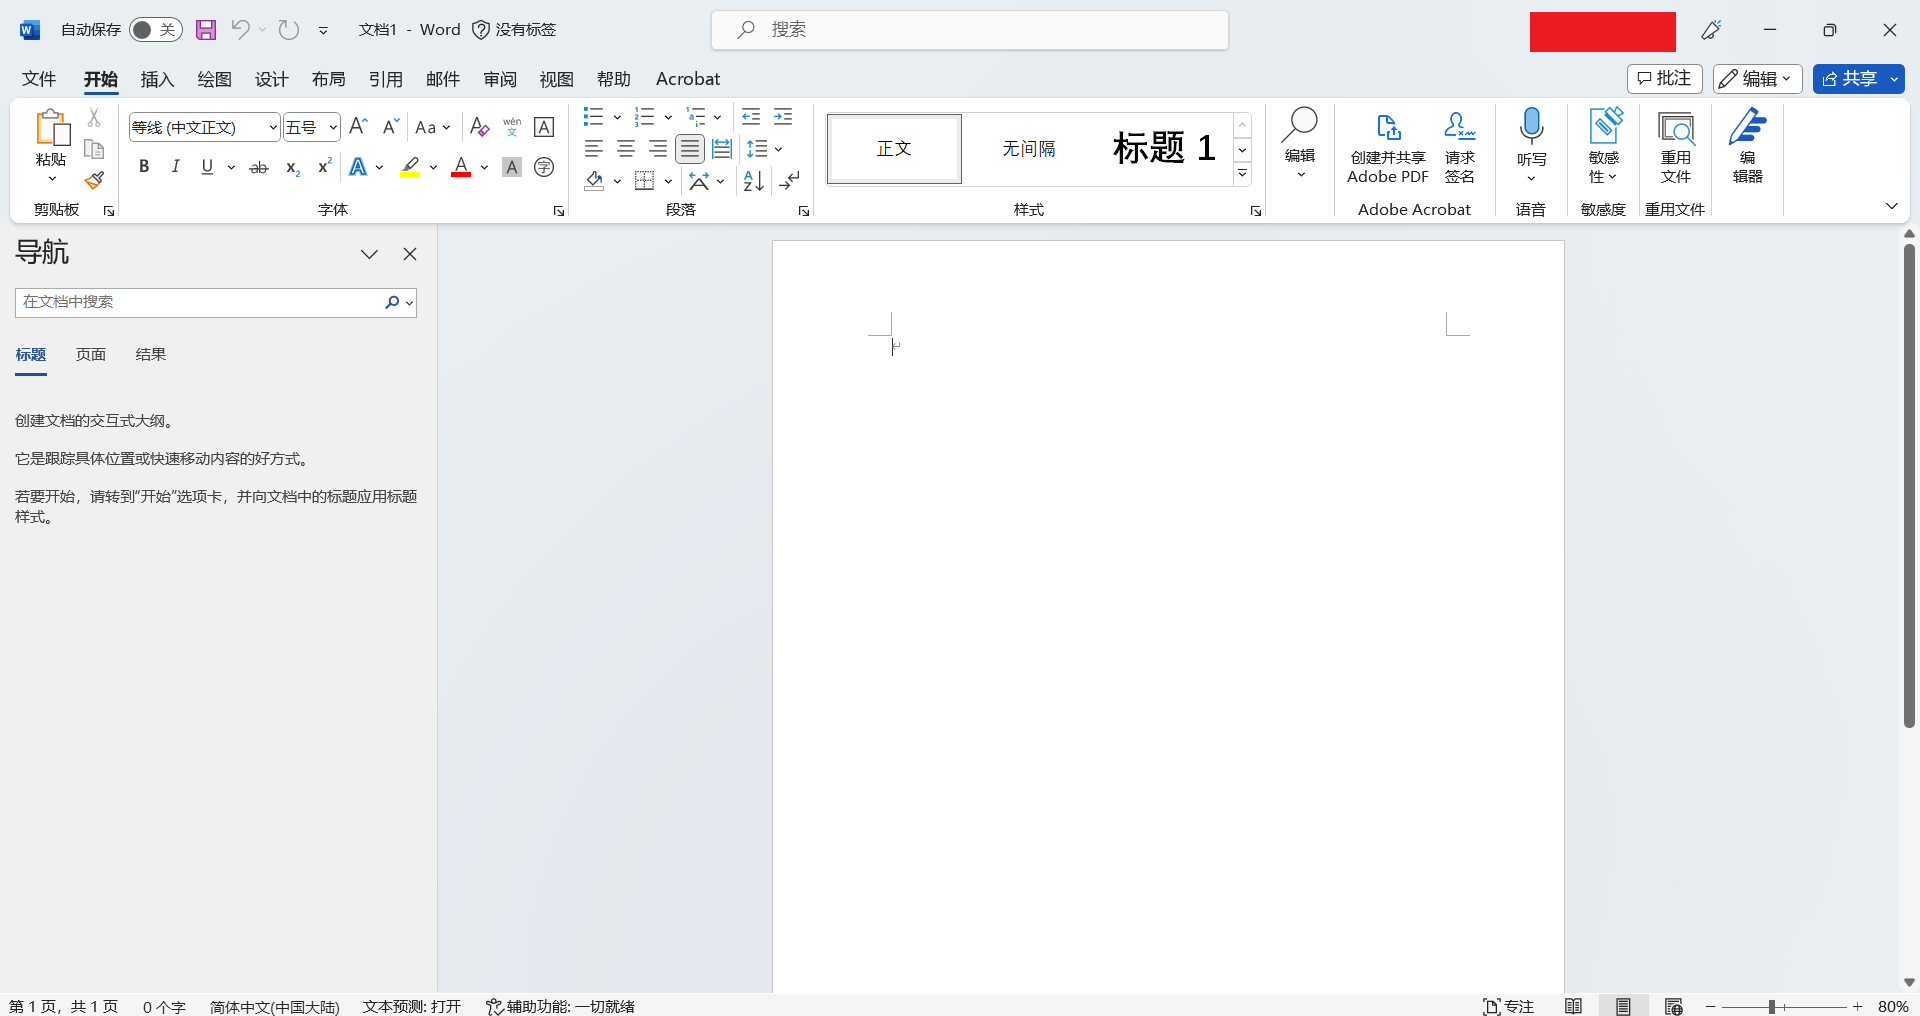 自动保存 关 文档1 - Word 没有标签 搜索
文件 开始 插入 绘图 设计 布局 引用 邮件 审阅 视图 帮助 Acrobat 批注 编辑 共享
粘贴
剪贴板
等线 (中文正文) 五号 A A Aa A wén 文 A
B I U ab x₂ x² A A A 字
字体
段落
正文 无间隔 标题 1
样式
编辑
创建并共享 Adobe PDF
请求签名
Adobe Acrobat
听写
语音
敏感性
敏感度
重用文件
重用文件
编辑器
导航
在文档中搜索
标题 页面 结果
创建文档的交互式大纲。
它是跟踪具体位置或快速移动内容的好方式。
若要开始，请转到“开始”选项卡，并向文档中的标题应用标题
样式。
第 1 页，共 1 页 0 个字 简体中文(中国大陆) 文本预测: 打开 辅助功能: 一切就绪 专注 80%